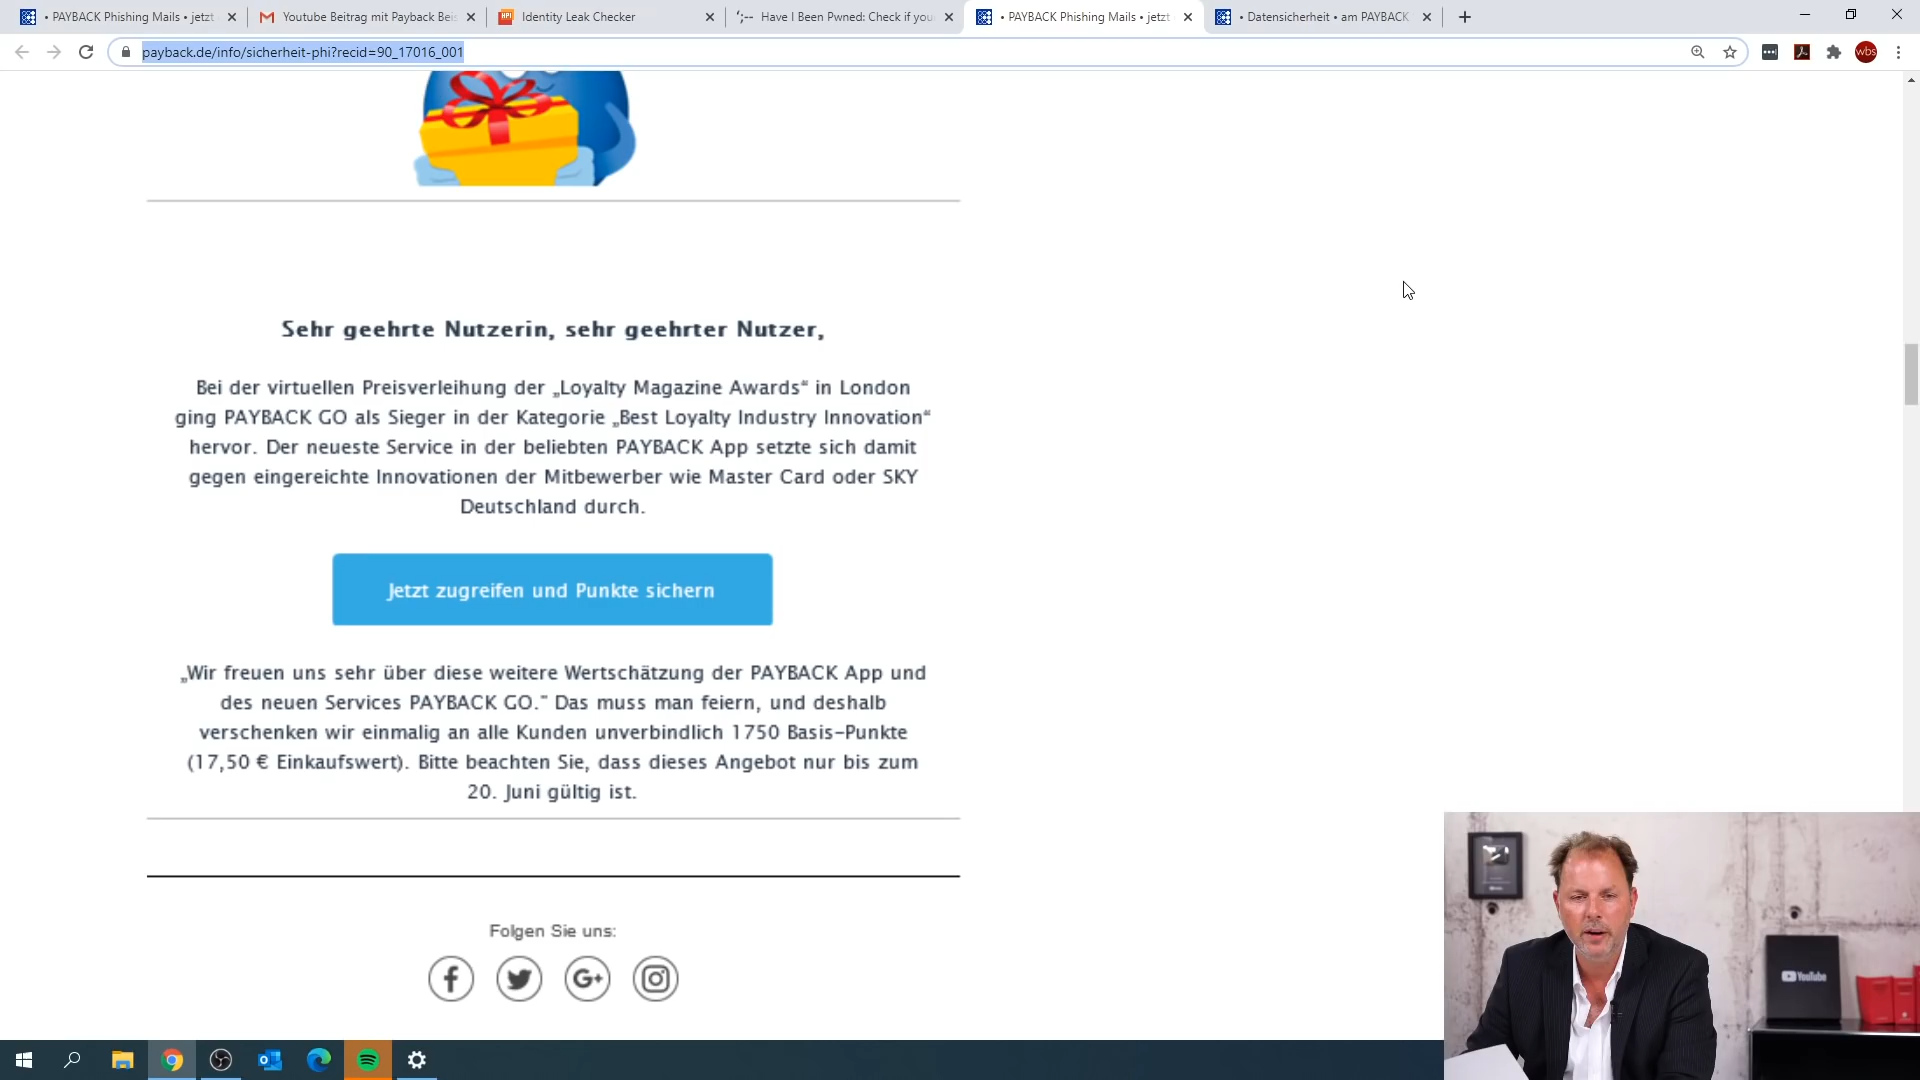 • PAYBACK Phishing Mails • jetzt
Youtube Beitrag mit Payback Bei
Identity Leak Checker
Have I Been Pwned: Check if you
• PAYBACK Phishing Mails • jetzt
• Datensicherheit • am PAYBACK
payback.de/info/sicherheit-phi?recid=90_17016_001
wbs
Sehr geehrte Nutzerin, sehr geehrter Nutzer,
Bei der virtuellen Preisverleihung der „Loyalty Magazine Awards“ in London
ging PAYBACK GO als Sieger in der Kategorie „Best Loyalty Industry Innovation“
hervor. Der neueste Service in der beliebten PAYBACK App setzte sich damit
gegen eingereichte Innovationen der Mitbewerber wie Master Card oder SKY
Deutschland durch.
Jetzt zugreifen und Punkte sichern
„Wir freuen uns sehr über diese weitere Wertschätzung der PAYBACK App und
des neuen Services PAYBACK GO." Das muss man feiern, und deshalb
verschenken wir einmalig an alle Kunden unverbindlich 1750 Basis-Punkte
(17,50 € Einkaufswert). Bitte beachten Sie, dass dieses Angebot nur bis zum
20. Juni gültig ist.
Folgen Sie uns:
G+
YouTube